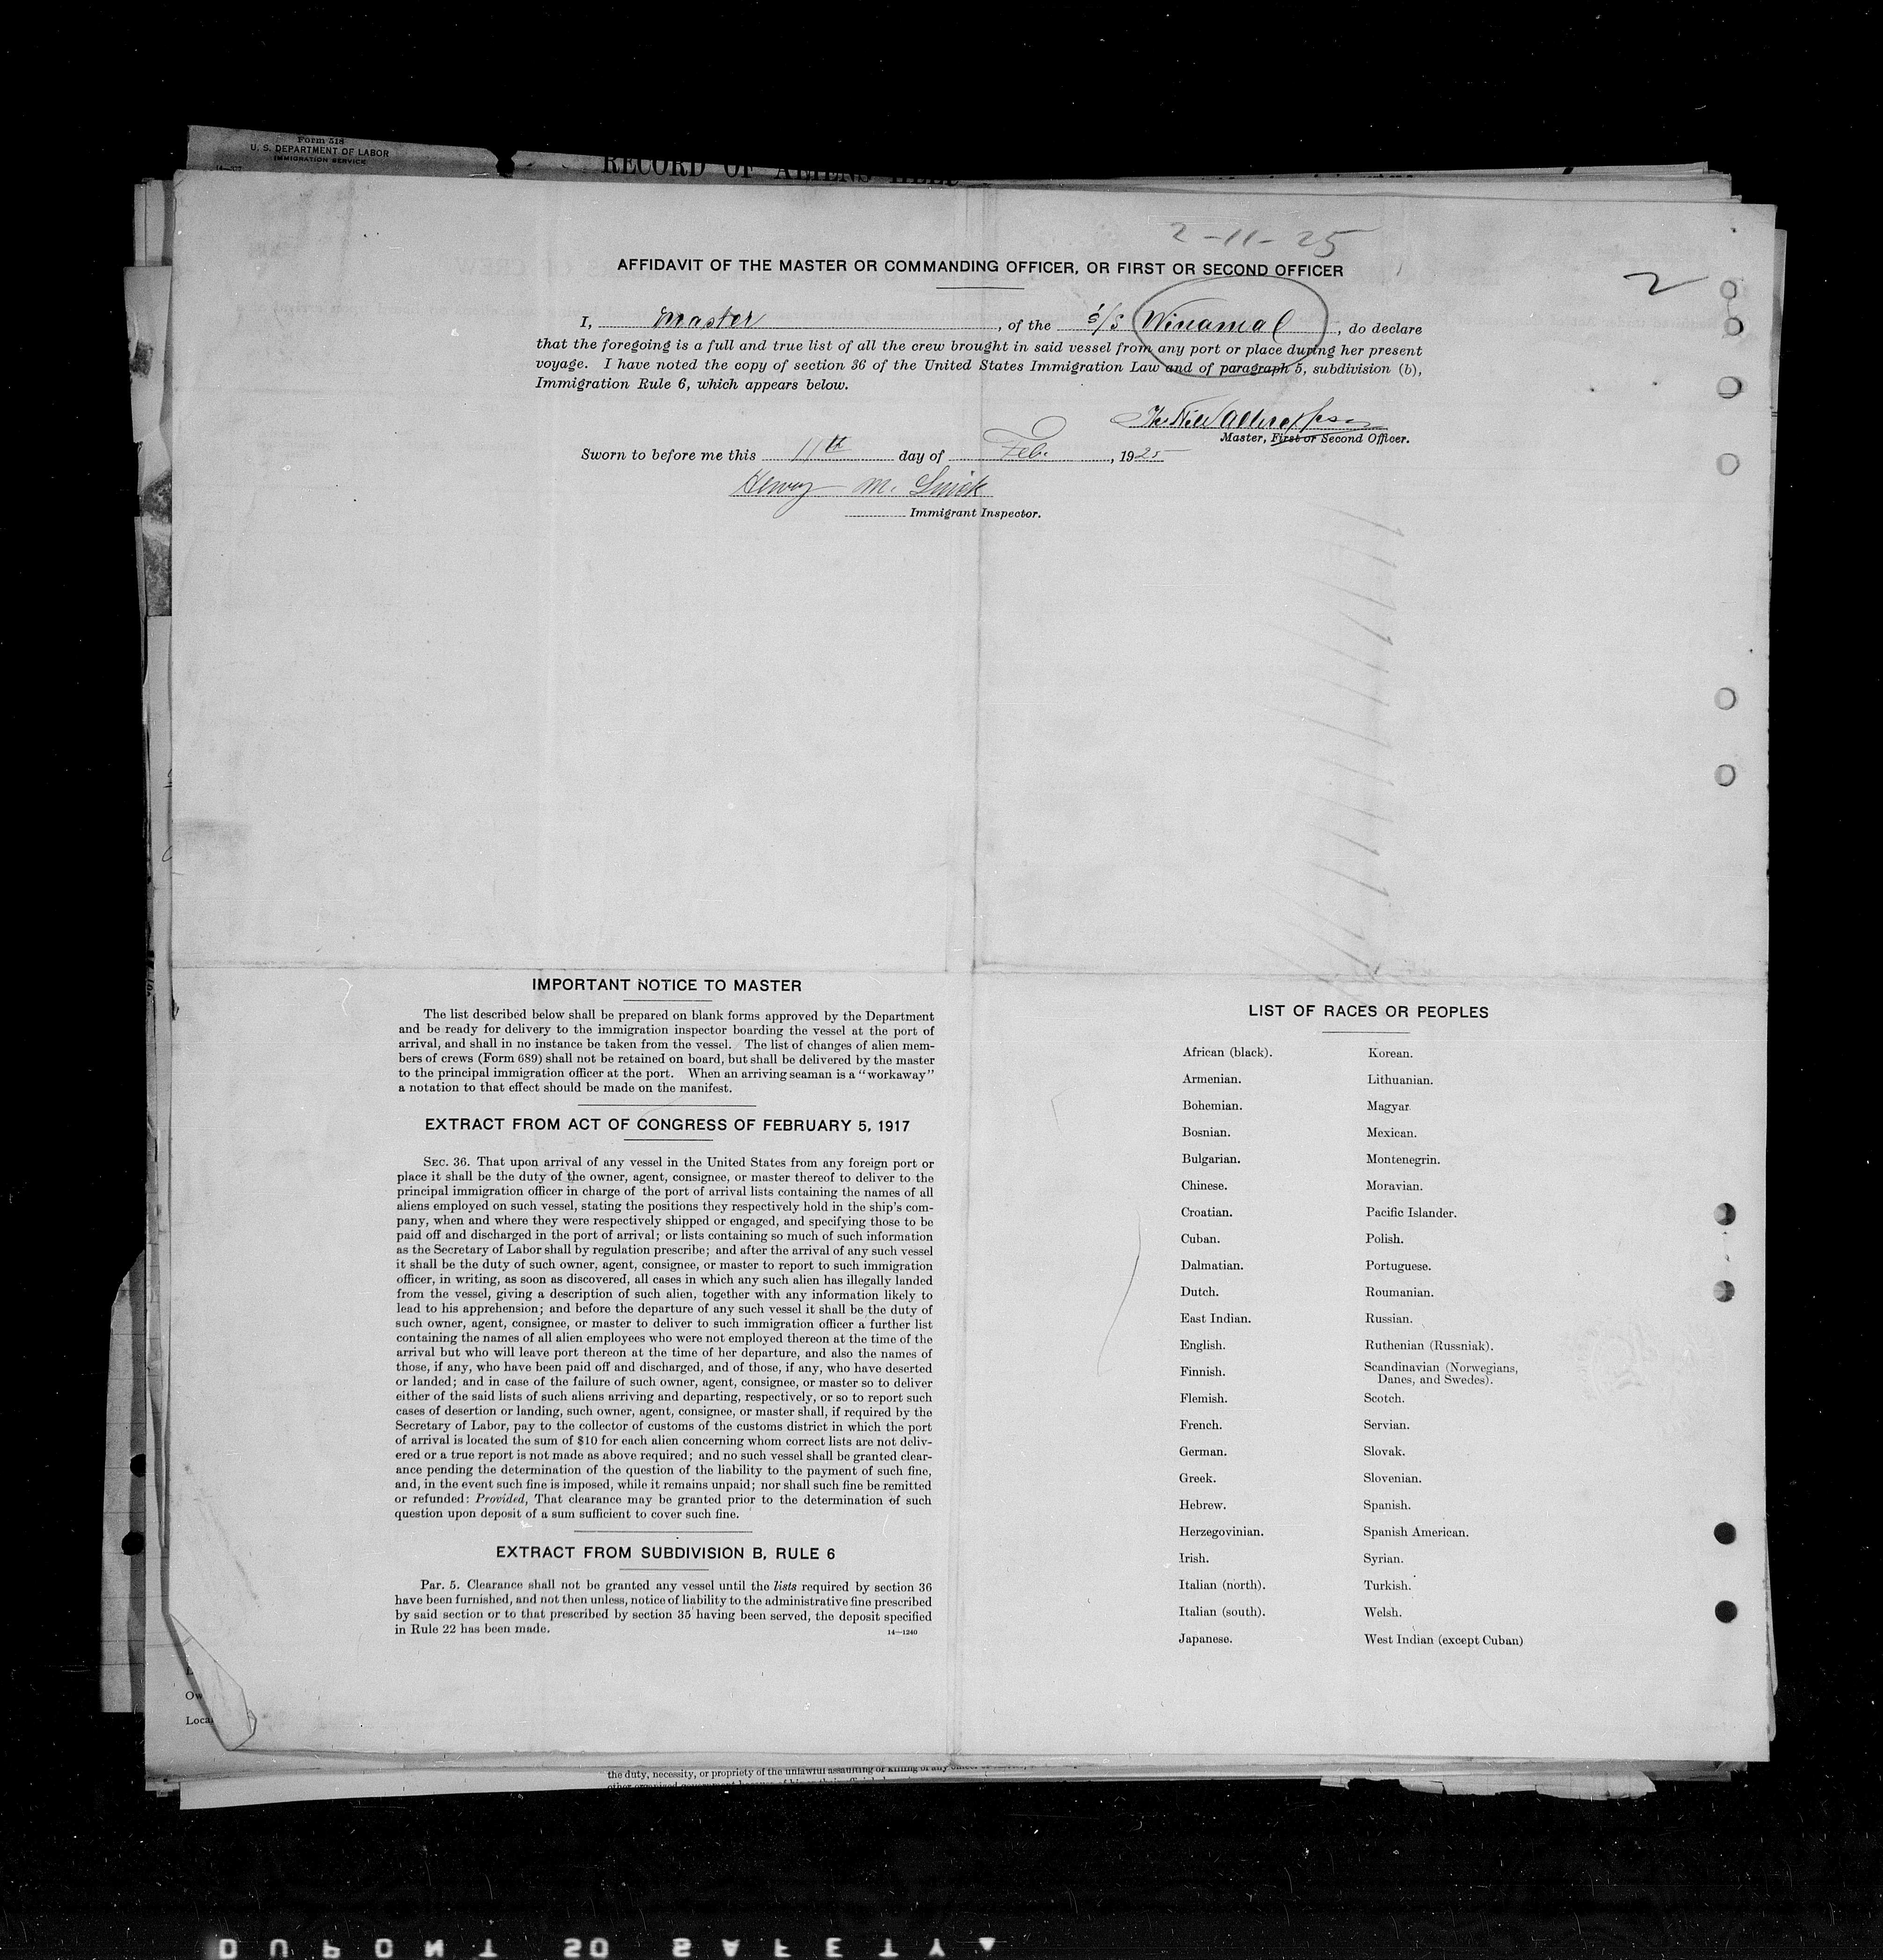 Form 518
U. S. DEPARTMENT OF LABOR
IMMIGRATION SERVICE
RECORD OF ALIENS HELD
2-11-25
AFFIDAVIT OF THE MASTER OR COMMANDING OFFICER, OR FIRST OR SECOND OFFICER
2
I, Master, of the S/S, do declare
that the foregoing is a full and true list of all the crew brought in said vessel from any port or place during her present
voyage. I have noted the copy of section 36 of the United States Immigration Law and of paragraph 5, subdivision (b),
Immigration Rule 6, which appears below.
Master, First or Second Officer.
Sworn to before me this 11th day of Feb., 1925
Henry M.
Immigrant Inspector.
IMPORTANT NOTICE TO MASTER
The list described below shall be prepared on blank forms approved by the Department
and be ready for delivery to the immigration inspector boarding the vessel at the port of
arrival, and shall in no instance be taken from the vessel. The list of changes of alien mem-
bers of crews (Form 689) shall not be retained on board, but shall be delivered by the master
to the principal immigration officer at the port. When an arriving seaman is a "workaway"
a notation to that effect should be made on the manifest.
EXTRACT FROM ACT OF CONGRESS OF FEBRUARY 5, 1917
SEC. 36. That upon arrival of any vessel in the United States from any foreign port or
place it shall be the duty of the owner, agent, consignee, or master thereof to deliver to the
principal immigration officer in charge of the port of arrival lists containing the names of all
aliens employed on such vessel, stating the positions they respectively hold in the ship's com-
pany, when and where they were respectively shipped or engaged, and specifying those to be
paid off and discharged in the port of arrival; or lists containing so much of such information
as the Secretary of Labor shall by regulation prescribe; and after the arrival of any such vessel
it shall be the duty of such owner, agent, consignee, or master to report to such immigration
officer, in writing, as soon as discovered, all cases in which any such alien has illegally landed
from the vessel, giving a description of such alien, together with any information likely to
lead to his apprehension; and before the departure of any such vessel it shall be the duty of
such owner, agent, consignee, or master to deliver to such immigration officer a further list
containing the names of all alien employees who were not employed thereon at the time of the
arrival but who will leave port thereon at the time of her departure, and also the names of
those, if any, who have been paid off and discharged, and of those, if any, who have deserted
or landed; and in case of the failure of such owner, agent, consignee, or master so to deliver
either of the said lists of such aliens arriving and departing, respectively, or so to report such
cases of desertion or landing, such owner, agent, consignee, or master shall, if required by the
Secretary of Labor, pay to the collector of customs of the customs district in which the port
of arrival is located the sum of $10 for each alien concerning whom correct lists are not deliv-
ered or a true report is not made as above required; and no such vessel shall be granted clear-
ance pending the determination of the question of the liability to the payment of such fine,
and, in the event such fine is imposed, while it remains unpaid; nor shall such fine be remitted
or refunded: Provided, That clearance may be granted prior to the determination of such
question upon deposit of a sum sufficient to cover such fine.
EXTRACT FROM SUBDIVISION B, RULE 6
Par. 5. Clearance shall not be granted any vessel until the lists required by section 36
have been furnished, and not then unless, notice of liability to the administrative fine prescribed
by said section or to that prescribed by section 35 having been served, the deposit specified
in Rule 22 has been made.
14—1240
LIST OF RACES OR PEOPLES
African (black).
Armenian.
Bohemian.
Bosnian.
Bulgarian.
Chinese.
Croatian.
Cuban.
Dalmatian.
Dutch.
East Indian.
English.
Finnish.
Flemish.
French.
German.
Greek.
Hebrew.
Herzegovinian.
Irish.
Italian (north).
Italian (south).
Japanese.
Korean.
Lithuanian.
Magyar
Mexican.
Montenegrin.
Moravian.
Pacific Islander.
Polish.
Portuguese.
Roumanian.
Russian.
Ruthenian (Russniak).
Scandinavian (Norwegians,
Danes, and Swedes).
Scotch.
Servian.
Slovak.
Slovenian.
Spanish.
Spanish American.
Syrian.
Turkish.
Welsh.
West Indian (except Cuban)
Ow
Loca
the duty, necessity, or propriety of the unlawful assaulting or killing of any
DUPONT SO SAFETY